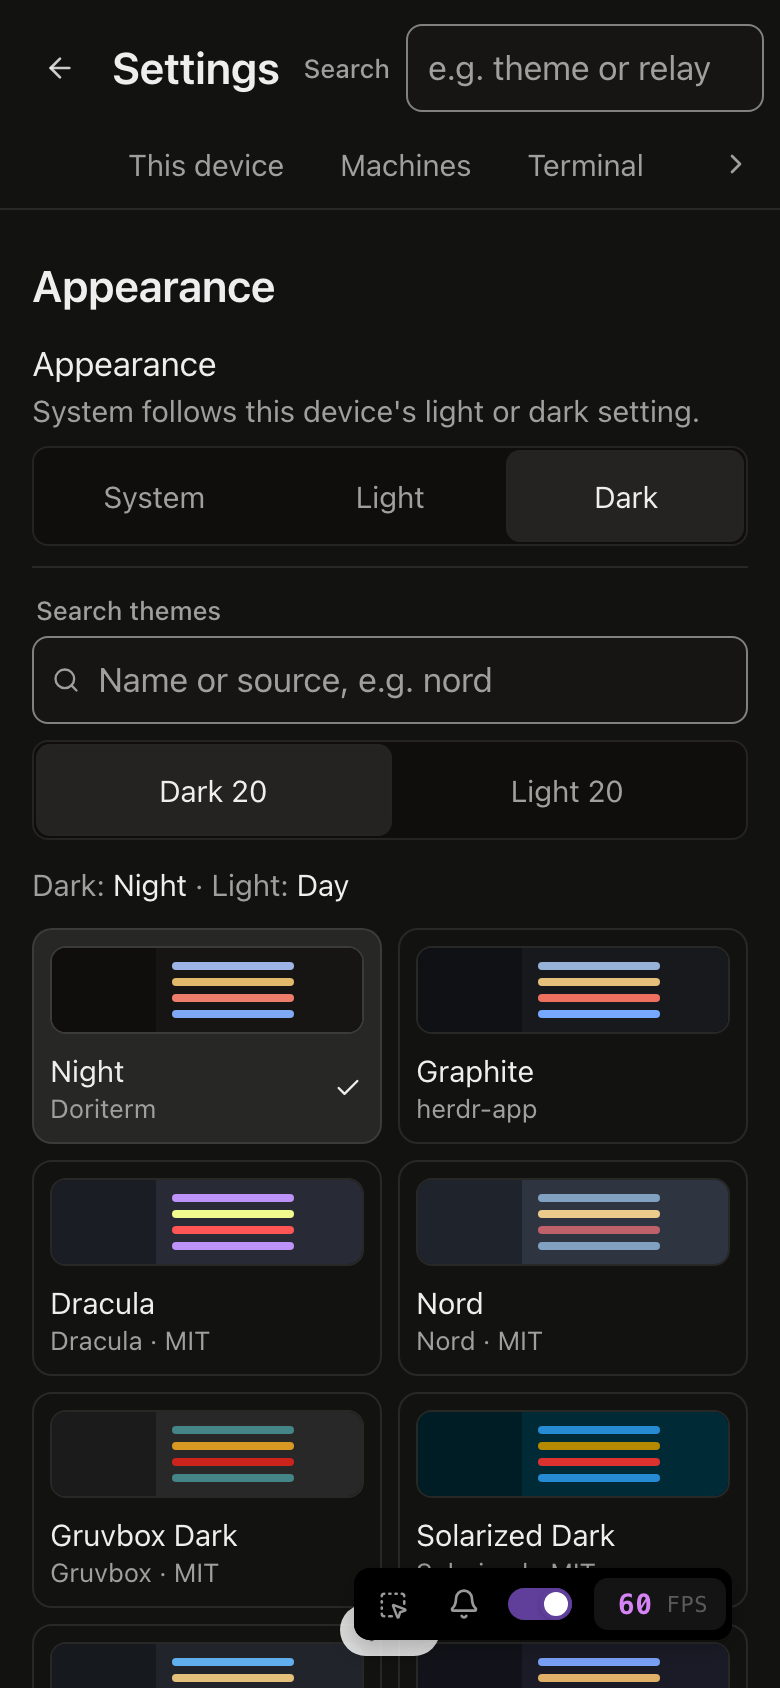 Settings Search e.g. theme or relay
This device Machines Terminal
Appearance
Appearance
System follows this device's light or dark setting.
System Light Dark
Search themes
Name or source, e.g. nord
Dark 20 Light 20
Dark: Night · Light: Day
Night Graphite
Doriterm herdr-app
Dracula Nord
Dracula · MIT Nord · MIT
Gruvbox Dark Solarized Dark
Gruvbox · MIT
60 FPS